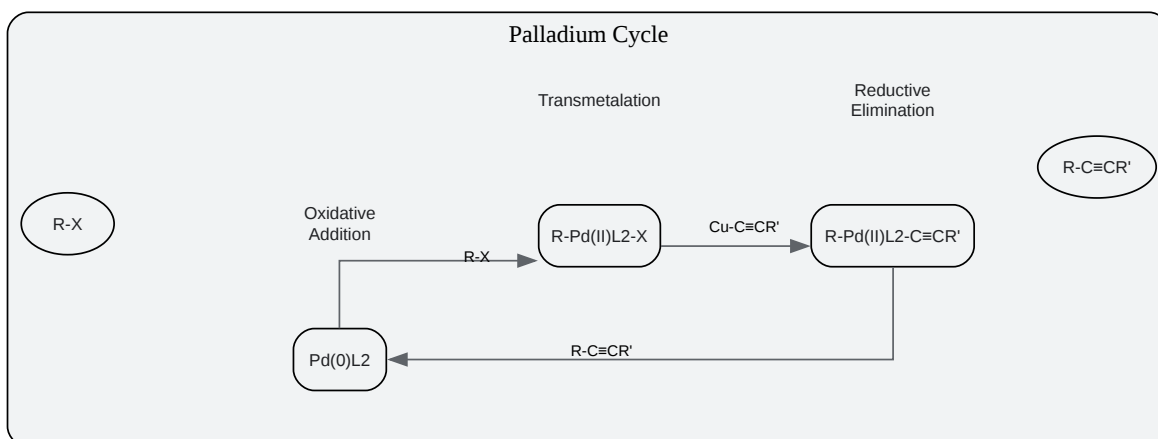 Palladium Cycle
Transmetalation
Reductive
Elimination
R-C≡CR'
R-X
Oxidative
Addition
R-X
R-Pd(II)L2-X
Cu-C≡CR'
R-Pd(II)L2-C≡CR'
Pd(0)L2
R-C≡CR'